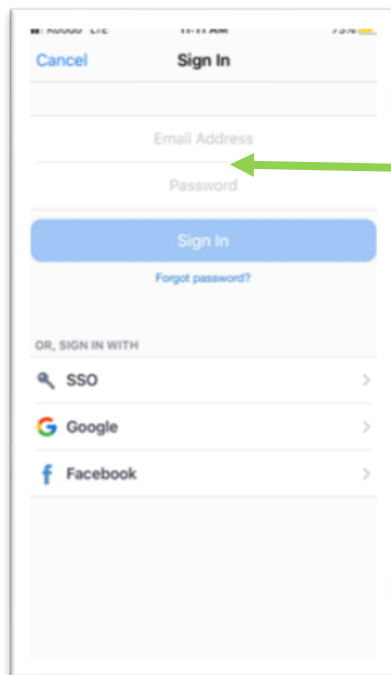 Cancel Sign In
Email Address
Password
Sign In
Forgot password?
OR, SIGN IN WITH
SSO
Google
Facebook